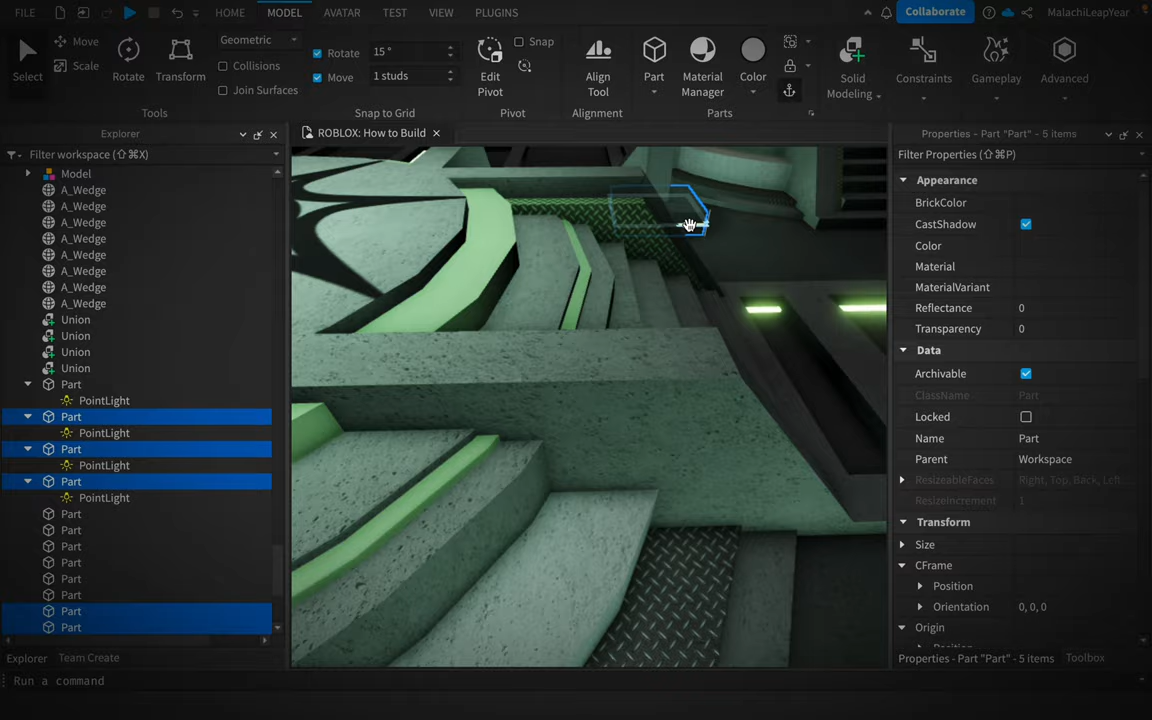 FILE
HOME
MODEL
AVATAR
TEST
VIEW
PLUGINS
Collaborate
MalachiLeapYear
Select
Move
Scale
Rotate
Transform
Geometric
Collisions
Join Surfaces
Tools
Rotate
15 °
Move
1 studs
Snap to Grid
Edit
Pivot
Snap
Pivot
Align
Tool
Alignment
Part
Material
Manager
Color
Parts
Solid
Modeling
Constraints
Gameplay
Advanced
Explorer
Filter workspace (⇧⌘X)
Model
A_Wedge
A_Wedge
A_Wedge
A_Wedge
A_Wedge
A_Wedge
A_Wedge
A_Wedge
Union
Union
Union
Union
Part
PointLight
Part
PointLight
Part
PointLight
Part
PointLight
Part
Part
Part
Part
Part
Part
Part
Part
Explorer
Team Create
Run a command
ROBLOX: How to Build
Properties - Part "Part" - 5 items
Filter Properties (⇧⌘P)
Appearance
BrickColor
CastShadow
Color
Material
MaterialVariant
Reflectance 0
Transparency 0
Data
Archivable
ClassName Part
Locked
Name Part
Parent Workspace
ResizeableFaces Right, Top, Back, Left...
ResizeIncrement 1
Transform
Size
CFrame
Position
Orientation 0, 0, 0
Origin
Position
Properties - Part "Part" - 5 items
Toolbox